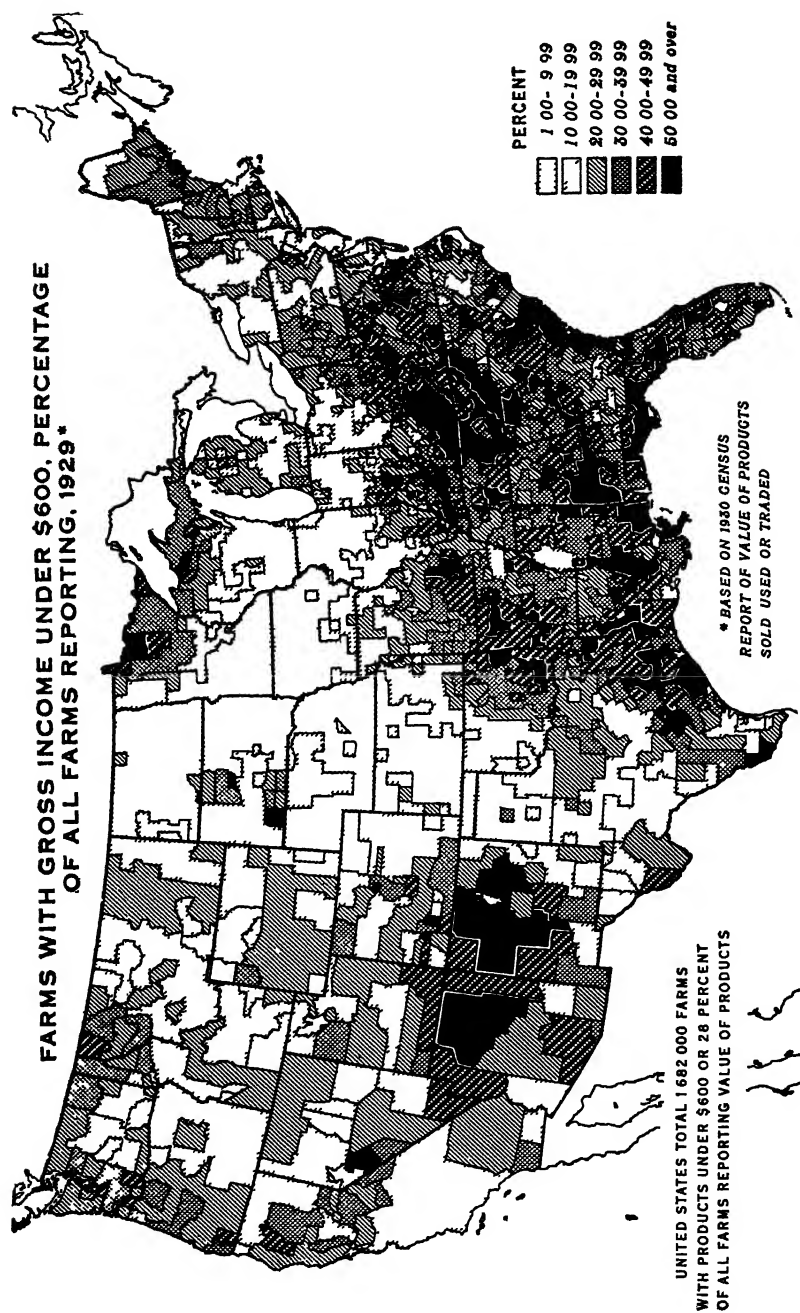 FARMS WITH GROSS INCOME UNDER $600, PERCENTAGE
OF ALL FARMS REPORTING, 1929*
PERCENT
1 00- 9 99
10 00-19 99
20 00-29 99
30 00-39 99
40 00-49 99
50 00 and over
* BASED ON 1930 CENSUS
REPORT OF VALUE OF PRODUCTS
SOLD USED OR TRADED
UNITED STATES TOTAL 1 682 000 FARMS
WITH PRODUCTS UNDER $600 OR 28 PERCENT
OF ALL FARMS REPORTING VALUE OF PRODUCTS